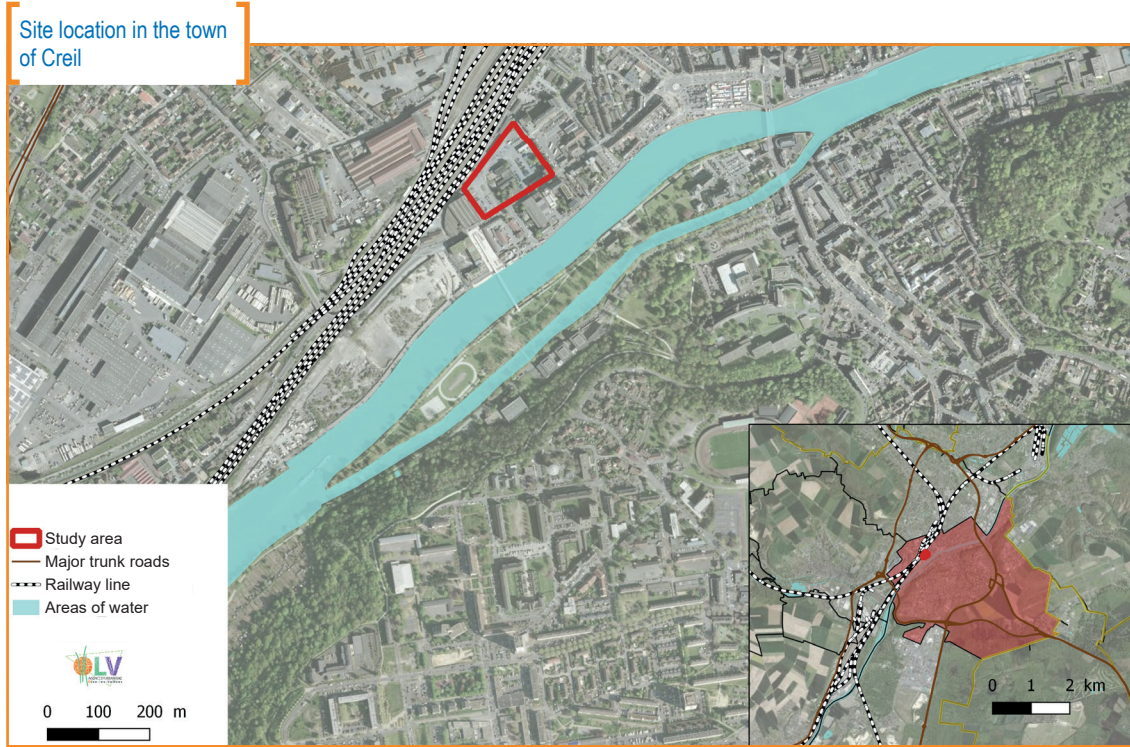 Site location in the town
of Creil
Study area
Major trunk roads
Railway line
Areas of water
LV
0 100 200 m
0 1 2 km